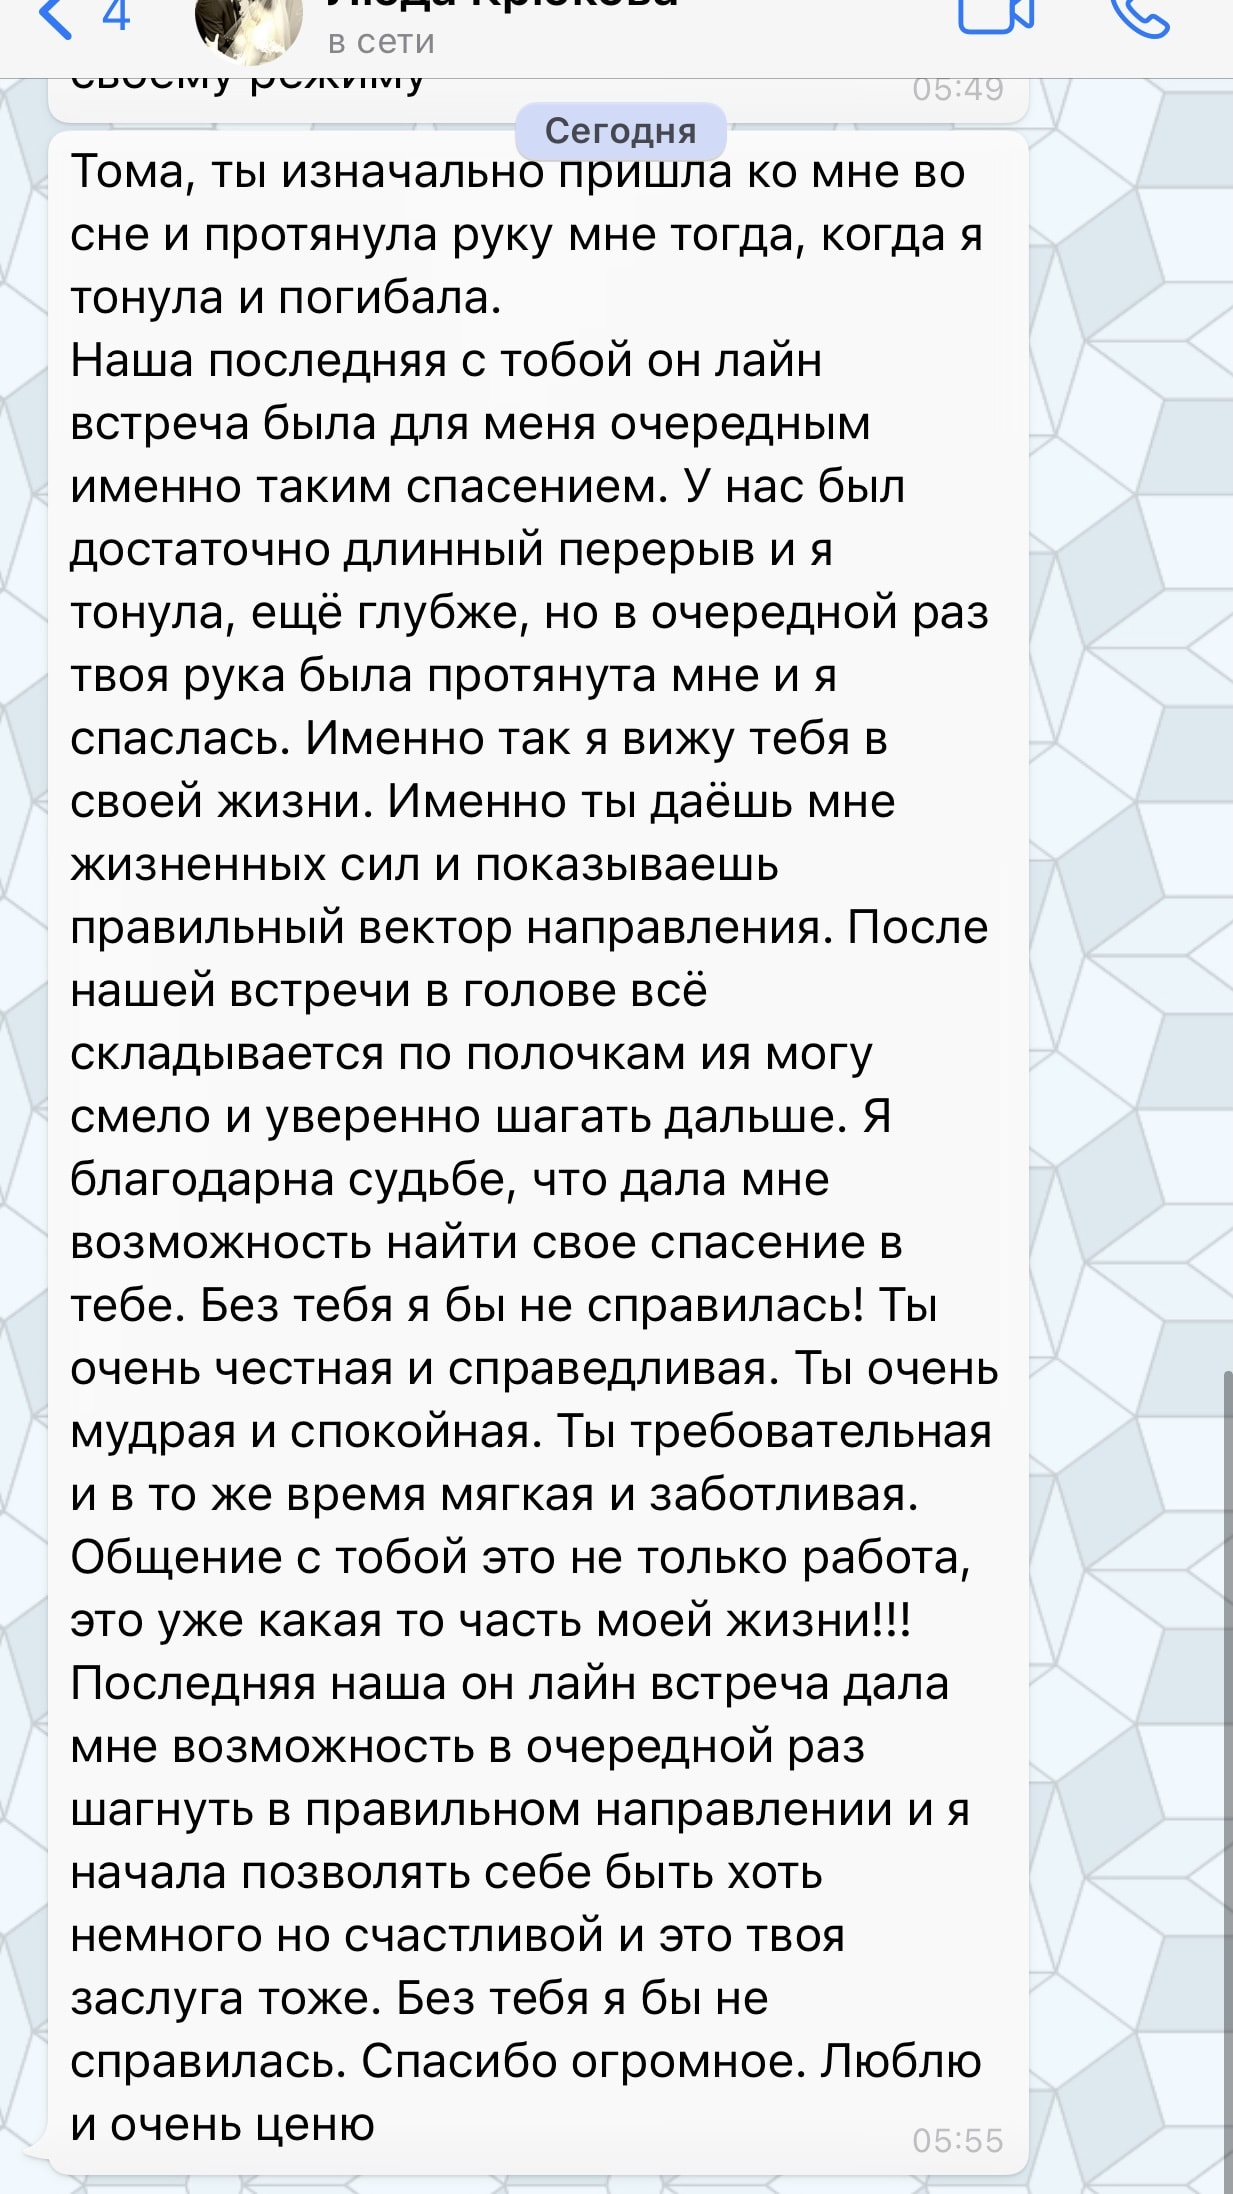 4
Люда Крюкова
в сети
своему режиму
05:49
Сегодня
Тома, ты изначально пришла ко мне во
сне и протянула руку мне тогда, когда я
тонула и погибала.
Наша последняя с тобой он лайн
встреча была для меня очередным
именно таким спасением. У нас был
достаточно длинный перерыв и я
тонула, ещё глубже, но в очередной раз
твоя рука была протянута мне и я
спаслась. Именно так я вижу тебя в
своей жизни. Именно ты даёшь мне
жизненных сил и показываешь
правильный вектор направления. После
нашей встречи в голове всё
складывается по полочкам ия могу
смело и уверенно шагать дальше. Я
благодарна судьбе, что дала мне
возможность найти свое спасение в
тебе. Без тебя я бы не справилась! Ты
очень честная и справедливая. Ты очень
мудрая и спокойная. Ты требовательная
и в то же время мягкая и заботливая.
Общение с тобой это не только работа,
это уже какая то часть моей жизни!!!
Последняя наша он лайн встреча дала
мне возможность в очередной раз
шагнуть в правильном направлении и я
начала позволять себе быть хоть
немного но счастливой и это твоя
заслуга тоже. Без тебя я бы не
справилась. Спасибо огромное. Люблю
и очень ценю
05:55